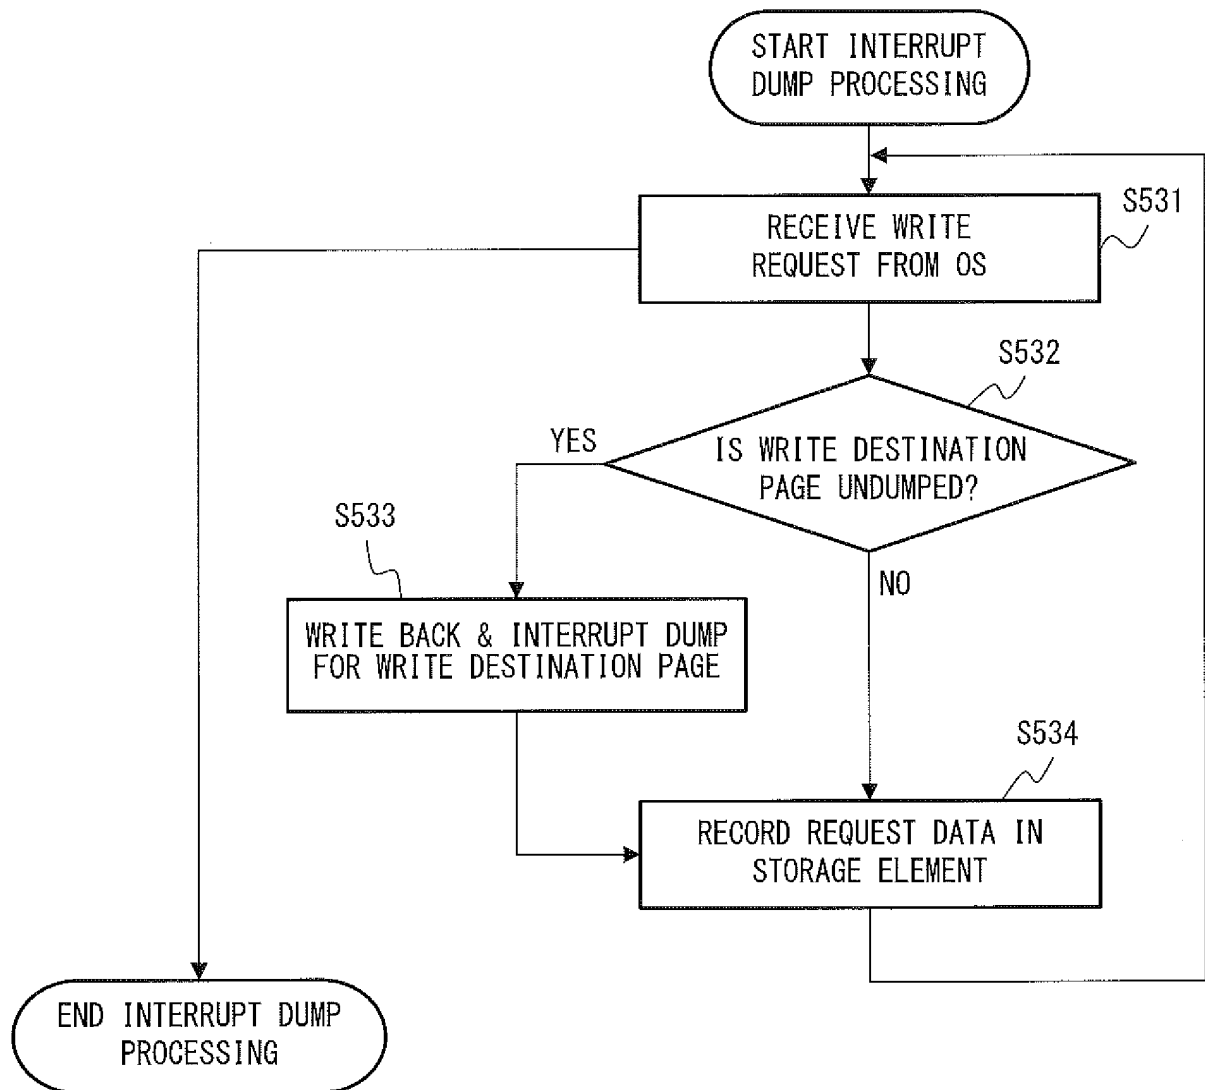 START INTERRUPT
DUMP PROCESSING
S531
RECEIVE WRITE
REQUEST FROM OS
S532
YES
IS WRITE DESTINATION
PAGE UNDUMPED?
S533
NO
WRITE BACK & INTERRUPT DUMP
FOR WRITE DESTINATION PAGE
S534
RECORD REQUEST DATA IN
STORAGE ELEMENT
END INTERRUPT DUMP
PROCESSING